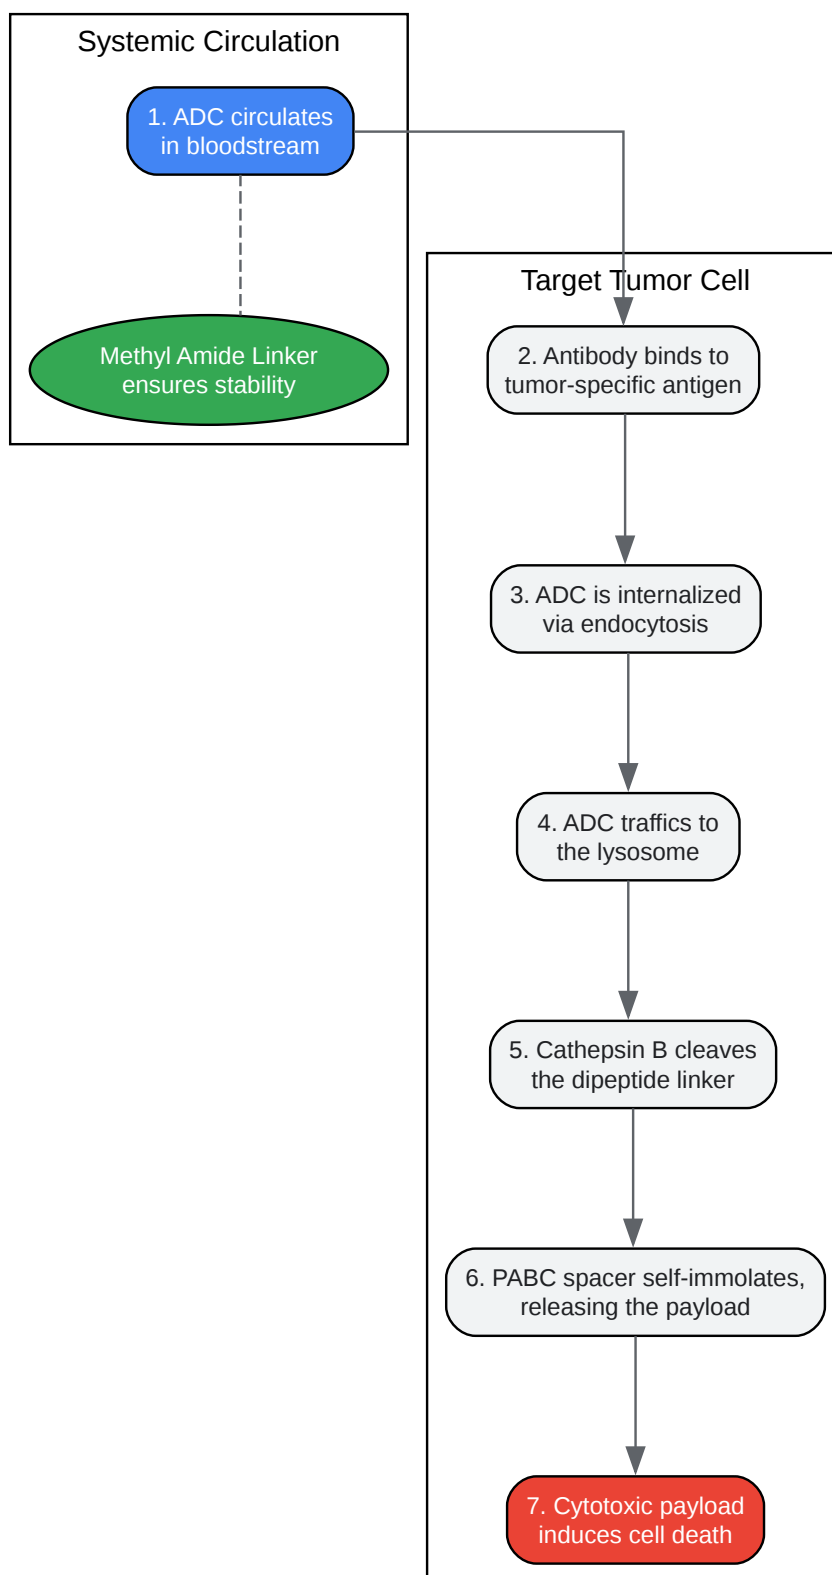 Systemic Circulation
1. ADC circulates
in bloodstream
Methyl Amide Linker
ensures stability
Target Tumor Cell
2. Antibody binds to
tumor-specific antigen
3. ADC is internalized
via endocytosis
4. ADC traffics to
the lysosome
5. Cathepsin B cleaves
the dipeptide linker
6. PABC spacer self-immolates,
releasing the payload
7. Cytotoxic payload
induces cell death